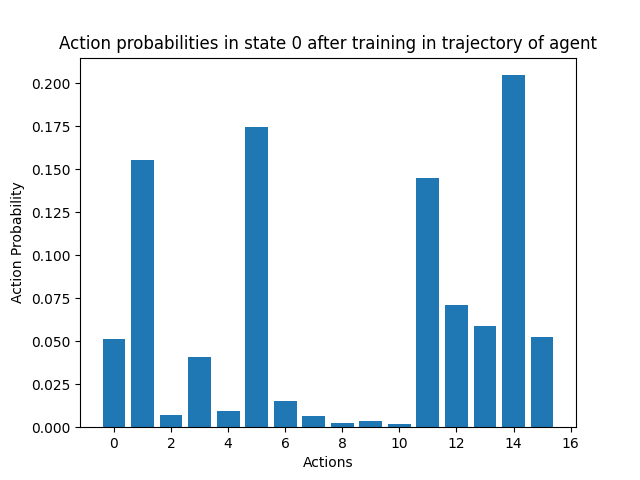 Action probabilities in state 0 after training in trajectory of agent
0.200
0.175
0.150
0.125
0.100
0.075
0.050
0.025
0.000
Action Probability
0 2 4 6 8 10 12 14 16
Actions